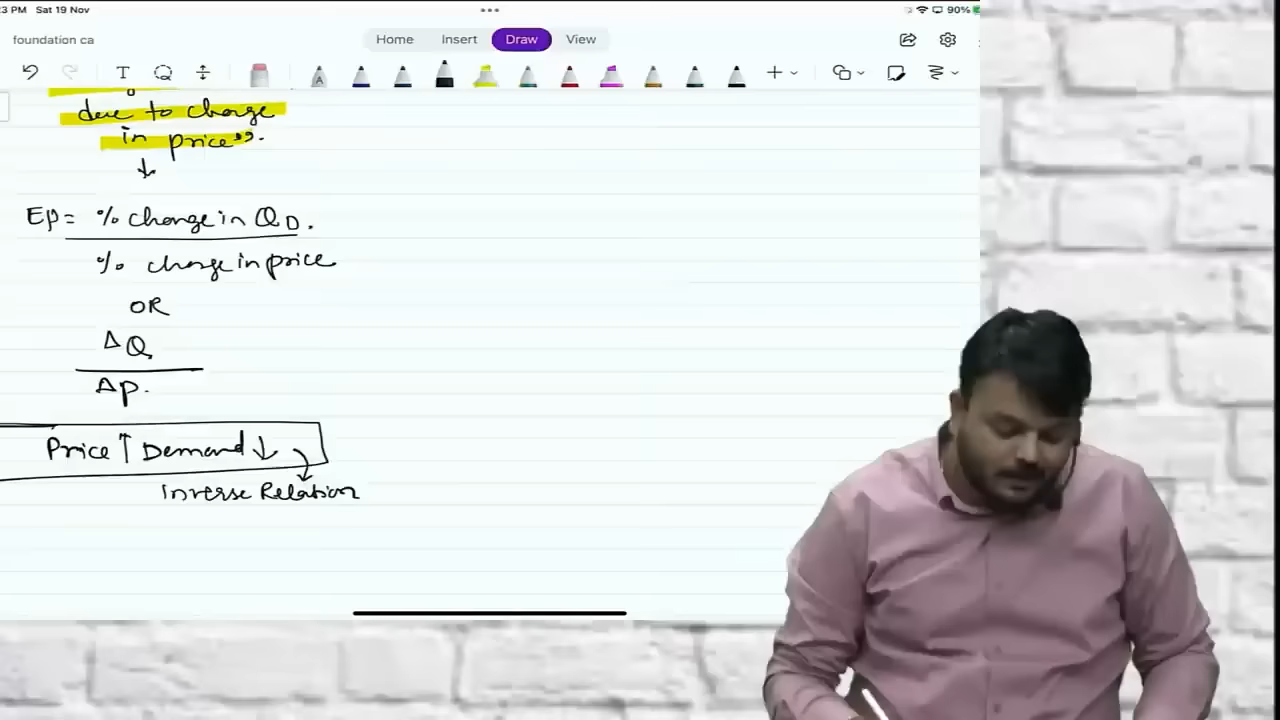 3 PM Sat 19 Nov
90%
foundation ca
Home Insert Draw View
due to change
in price".
↓
Ep = % change in QD.
% change in price
OR
ΔQ
Δp.
Price ↑ Demand ↓
Inverse Relation